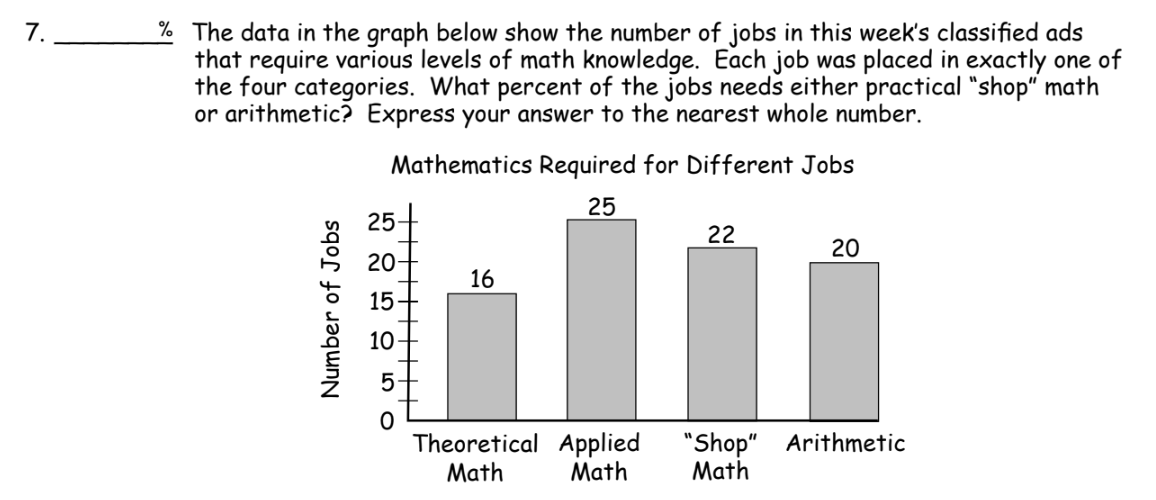 7. ________ % The data in the graph below show the number of jobs in this week's classified ads
that require various levels of math knowledge. Each job was placed in exactly one of
the four categories. What percent of the jobs needs either practical "shop" math
or arithmetic? Express your answer to the nearest whole number.
Mathematics Required for Different Jobs
Number of Jobs
25
20
15
10
5
0
16
25
22
20
Theoretical Math
Applied Math
"Shop" Math
Arithmetic